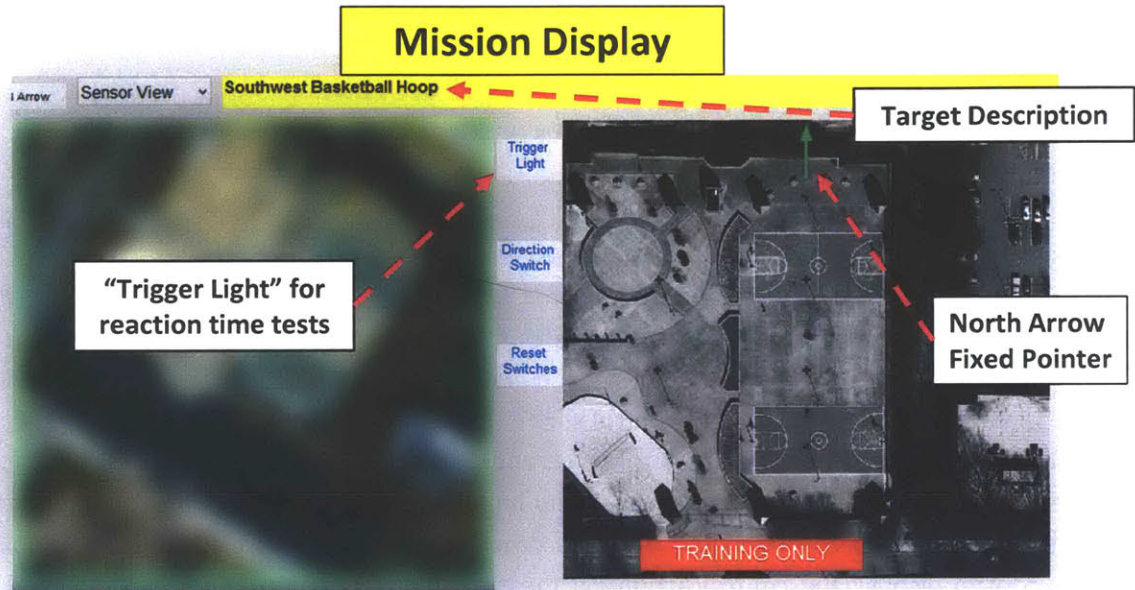 Mission Display
l Arrow
Sensor View
Southwest Basketball Hoop
Target Description
Trigger
Light
Direction
Switch
"Trigger Light" for
reaction time tests
North Arrow
Fixed Pointer
Reset
Switches
TRAINING ONLY